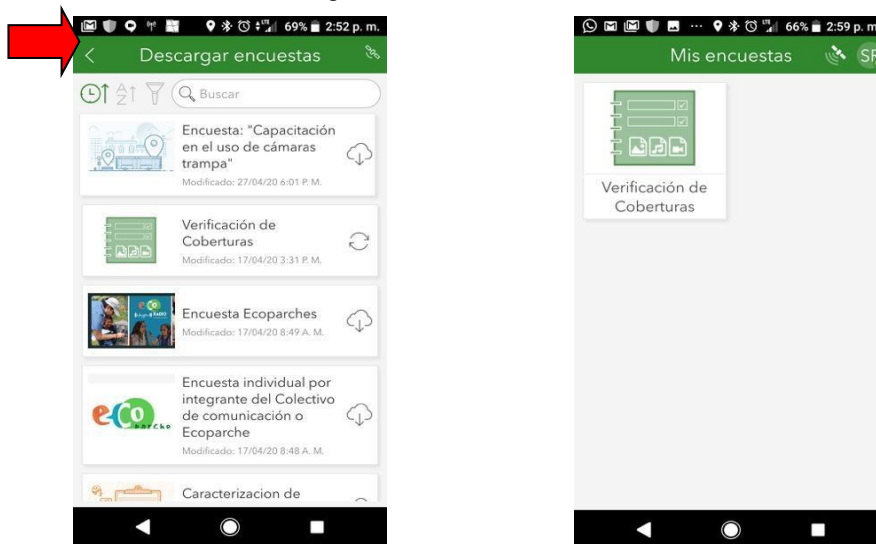 69% 2:52 p. m.
Descargar encuestas
Buscar
Encuesta: "Capacitación
en el uso de cámaras
trampa"
Modificado: 27/04/20 6:01 P. M.
Verificación de
Coberturas
Modificado: 17/04/20 3:31 P. M.
Encuesta Ecoparches
Modificado: 17/04/20 8:49 A. M.
Encuesta individual por
integrante del Colectivo
de comunicación o
Ecoparche
Modificado: 17/04/20 8:48 A. M.
Caracterizacion de
66% 2:59 p. m
Mis encuestas
Verificación de
Coberturas